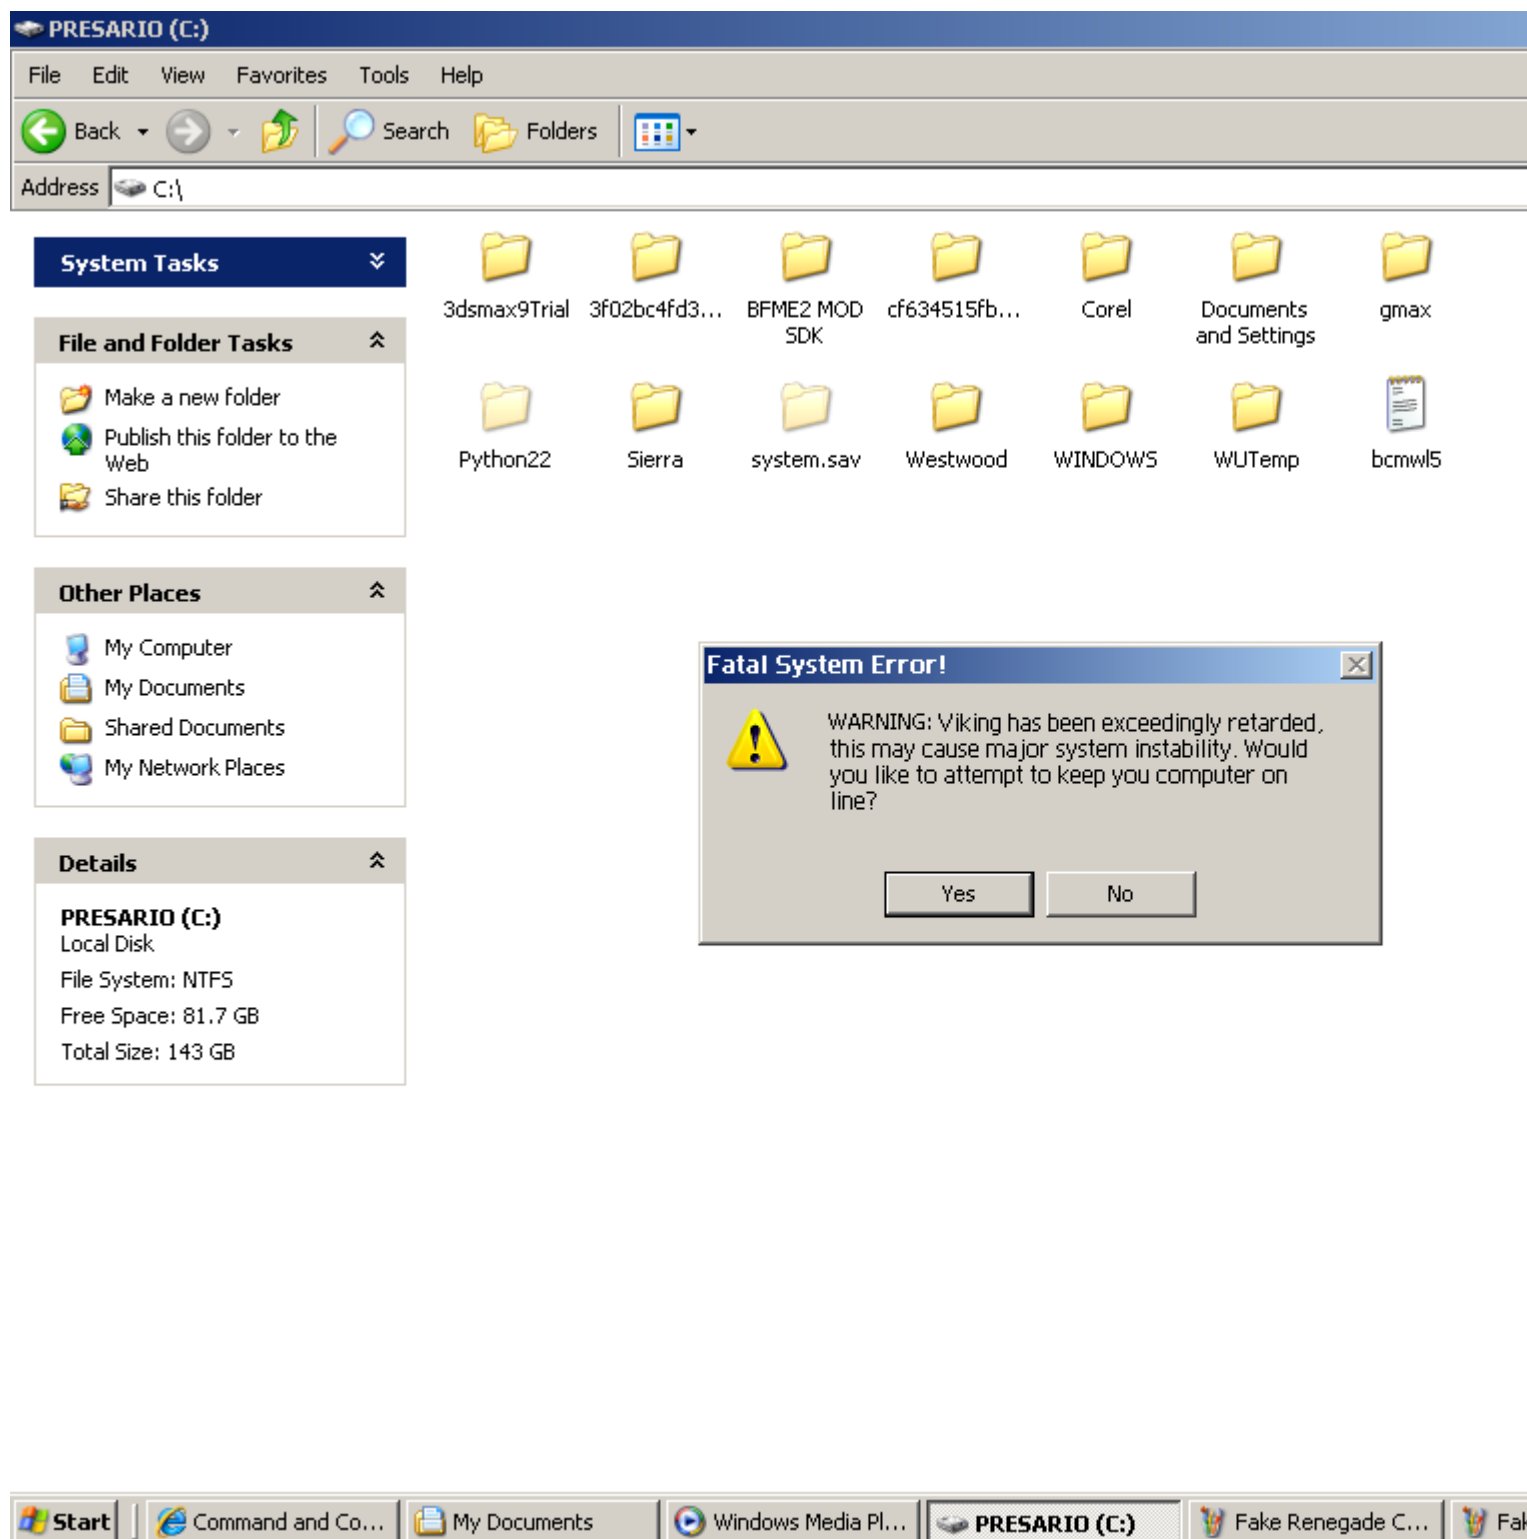 PRESARIO (C:)
File Edit View Favorites Tools Help
Back Search Folders
Address C:\
System Tasks
File and Folder Tasks
Make a new folder
Publish this folder to the
Web
Share this folder
Other Places
My Computer
My Documents
Shared Documents
My Network Places
Details
PRESARIO (C:)
Local Disk
File System: NTFS
Free Space: 81.7 GB
Total Size: 143 GB
3dsmax9Trial 3f02bc4fd3... BFME2 MOD cf634515fb... Corel Documents gmax
SDK and Settings
Python22 Sierra system.sav Westwood WINDOWS WUTemp bcmwl5
Fatal System Error!
WARNING: Viking has been exceedingly retarded,
this may cause major system instability. Would
you like to attempt to keep you computer on
line?
Yes No
Start Command and Co... My Documents Windows Media Pl... PRESARIO (C:) Fake Renegade C...